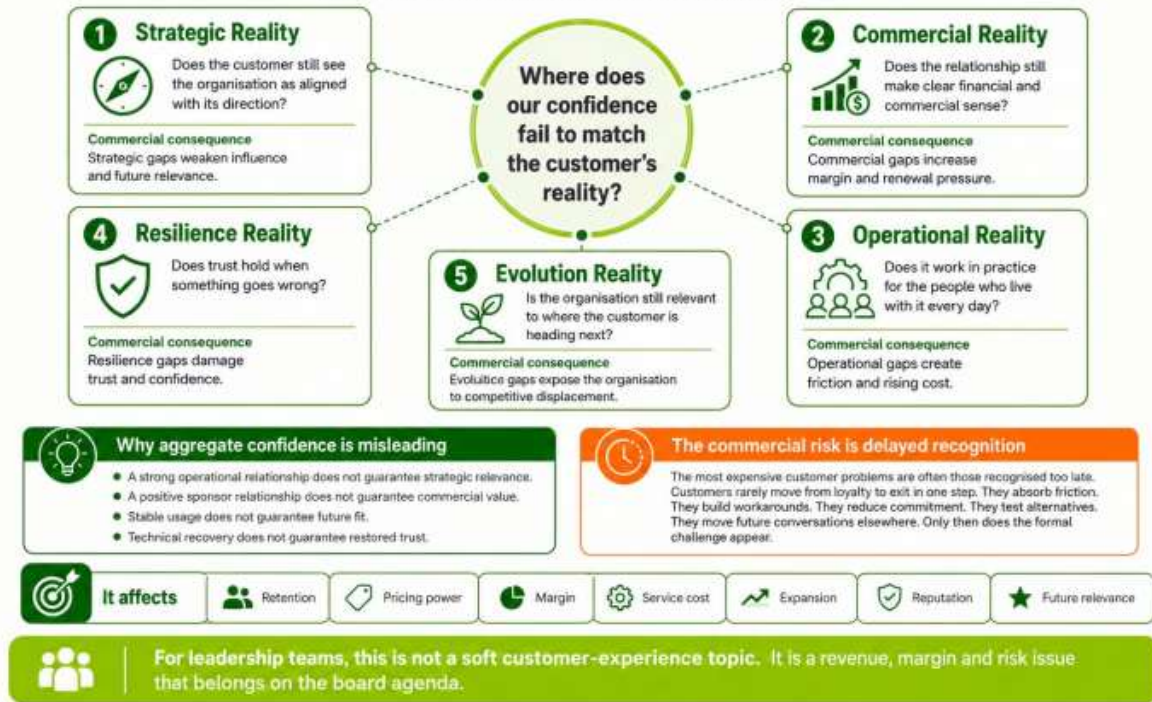 1 Strategic Reality
Does the customer still see
the organisation as aligned
with its direction?
Commercial consequence
Strategic gaps weaken influence
and future relevance.
Where does
our confidence
fail to match
the customer's
reality?
2 Commercial Reality
Does the relationship still
make clear financial and
commercial sense?
Commercial consequence
Commercial gaps increase
margin and renewal pressure.
4 Resilience Reality
Does trust hold when
something goes wrong?
Commercial consequence
Resilience gaps damage
trust and confidence.
5 Evolution Reality
Is the organisation still relevant
to where the customer is
heading next?
Commercial consequence
Evoluitice gaps expose the organisation
to competitive displacement.
3 Operational Reality
Does it work in practice
for the people who live
with it every day?
Commercial consequence
Operational gaps create
friction and rising cost.
Why aggregate confidence is misleading
• A strong operational relationship does not guarantee strategic relevance.
• A positive sponsor relationship does not guarantee commercial value.
• Stable usage does not guarantee future fit.
• Technical recovery does not guarantee restored trust.
The commercial risk is delayed recognition
The most expensive customer problems are often those recognised too late.
Customers rarely move from loyalty to exit in one step. They absorb friction.
They build workarounds. They reduce commitment. They test alternatives.
They move future conversations elsewhere. Only then does the formal
challenge appear.
It affects
Retention
Pricing power
Margin
Service cost
Expansion
Reputation
Future relevance
For leadership teams, this is not a soft customer-experience topic. It is a revenue, margin and risk issue
that belongs on the board agenda.